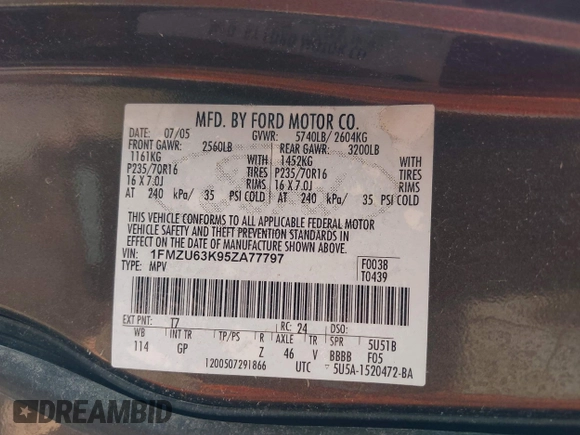 MFD. BY FORD MOTOR CO.
DATE: 07/05 GVWR: 5740LB/ 2604KG
FRONT GAWR: 2560LB REAR GAWR: 3200LB
1161KG WITH 1452KG WITH
P235/70R16 TIRES P235/70R16 TIRES
16 X 7.0J RIMS 16 X 7.0J RIMS
AT 240 kPa/ 35 PSI COLD AT 240 kPa/ 35 PSI COLD
THIS VEHICLE CONFORMS TO ALL APPLICABLE FEDERAL MOTOR
VEHICLE SAFETY AND THEFT PREVENTION STANDARDS IN
EFFECT ON THE DATE OF MANUFACTURE SHOWN ABOVE.
VIN: 1FMZU63K95ZA77797 F0038
TYPE: MPV T0439
EXT PNT: T7 RC: 24 DSO:
WB INT TR TP/PS R AXLE TR SPR 5U51B
114 GP Z 46 V BBBB F05
1200507291866 UTC 5U5A-1520472-BA
DREAMBID